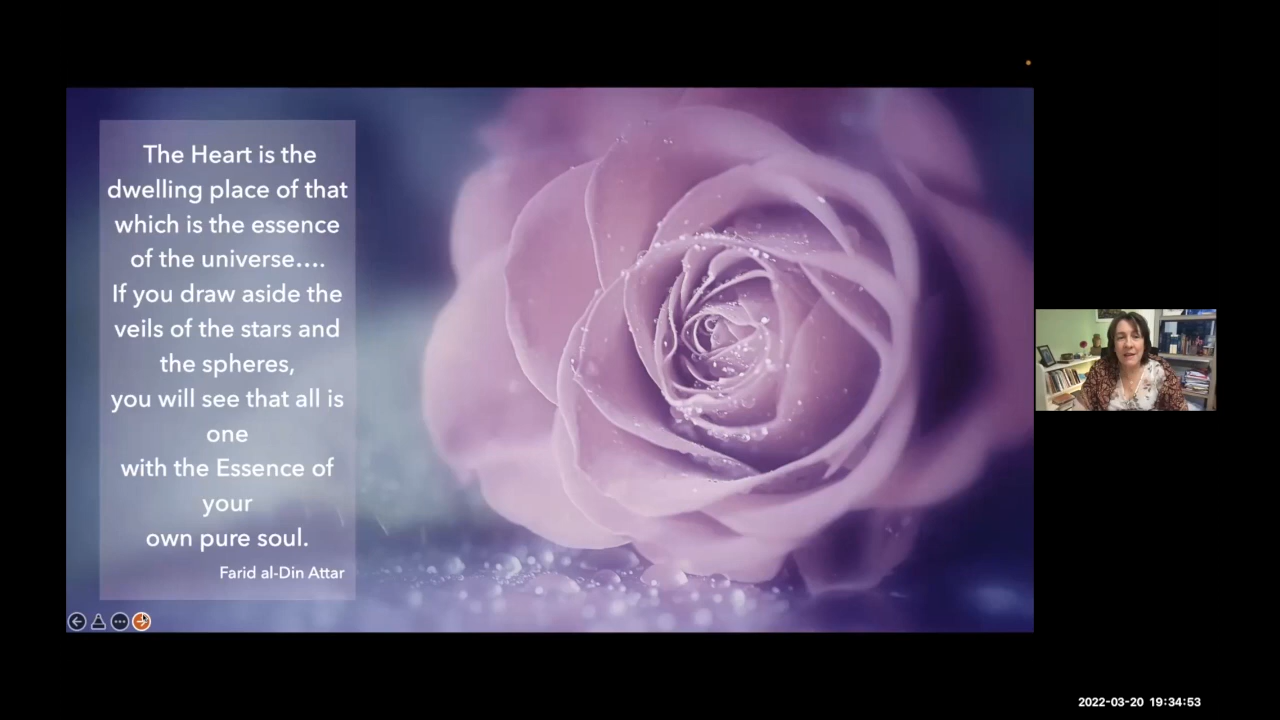 The Heart is the
dwelling place of that
which is the essence
of the universe....
If you draw aside the
veils of the stars and
the spheres,
you will see that all is
one
with the Essence of
your
own pure soul.
Farid al-Din Attar
2022-03-20 19:34:53